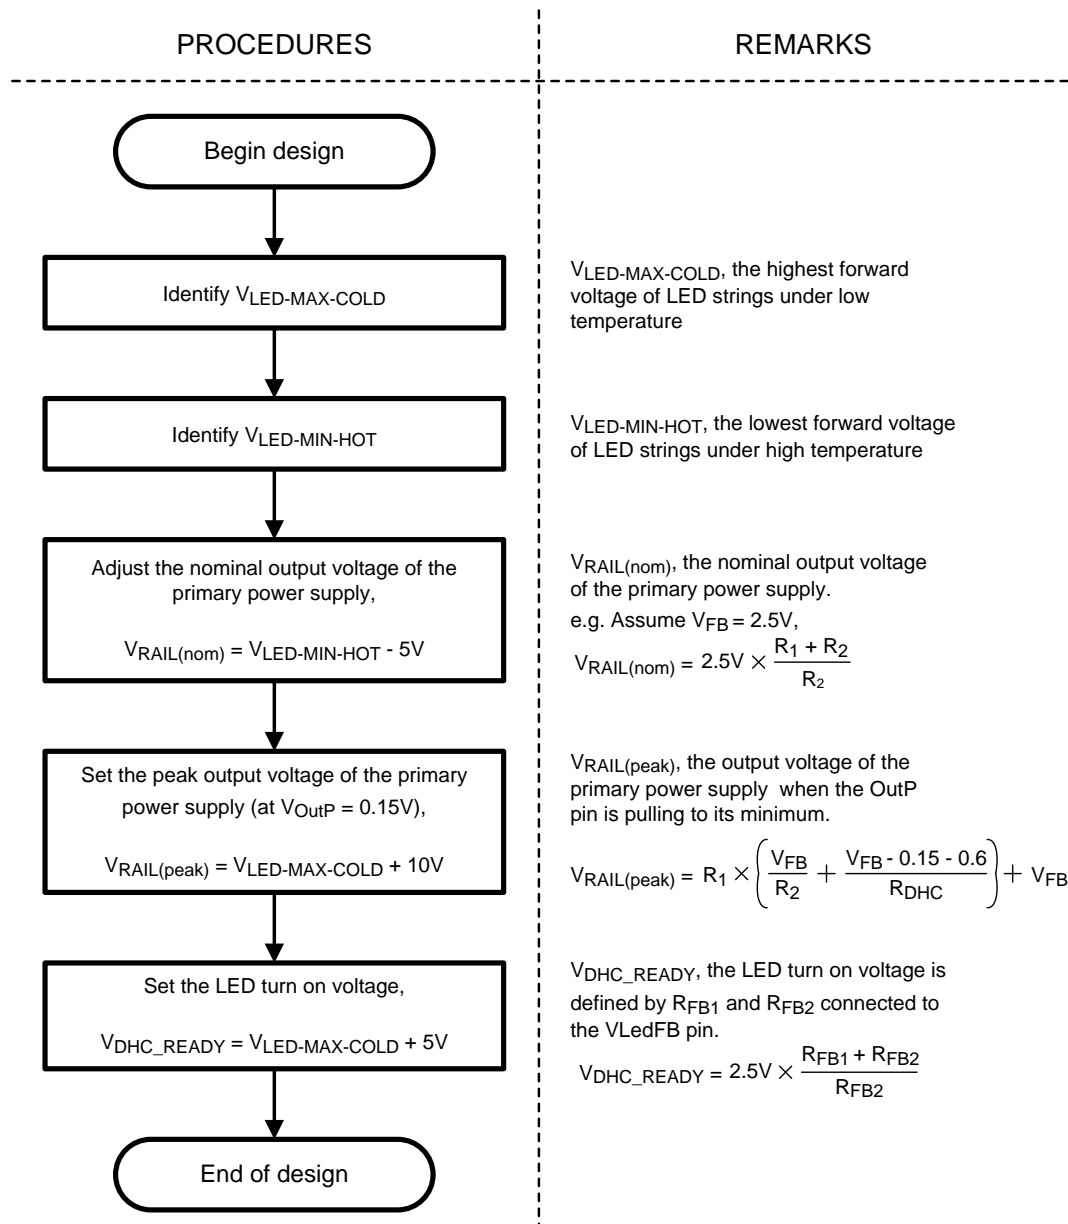 PROCEDURES
REMARKS
Begin design
Identify VLED-MAX-COLD
VLED-MAX-COLD, the highest forward
voltage of LED strings under low
temperature
Identify VLED-MIN-HOT
VLED-MIN-HOT, the lowest forward voltage
of LED strings under high temperature
Adjust the nominal output voltage of the
primary power supply,
VRAIL(nom) = VLED-MIN-HOT - 5V
VRAIL(nom), the nominal output voltage
of the primary power supply.
e.g. Assume VFB = 2.5V,
VRAIL(nom) = 2.5V × (R1 + R2) / R2
Set the peak output voltage of the primary
power supply (at VOutP = 0.15V),
VRAIL(peak) = VLED-MAX-COLD + 10V
VRAIL(peak), the output voltage of the
primary power supply when the OutP
pin is pulling to its minimum.
VRAIL(peak) = R1 × (VFB / R2 + (VFB - 0.15 - 0.6) / RDHC) + VFB
Set the LED turn on voltage,
VDHC_READY = VLED-MAX-COLD + 5V
VDHC_READY, the LED turn on voltage is
defined by RFB1 and RFB2 connected to
the VLedFB pin.
VDHC_READY = 2.5V × (RFB1 + RFB2) / RFB2
End of design